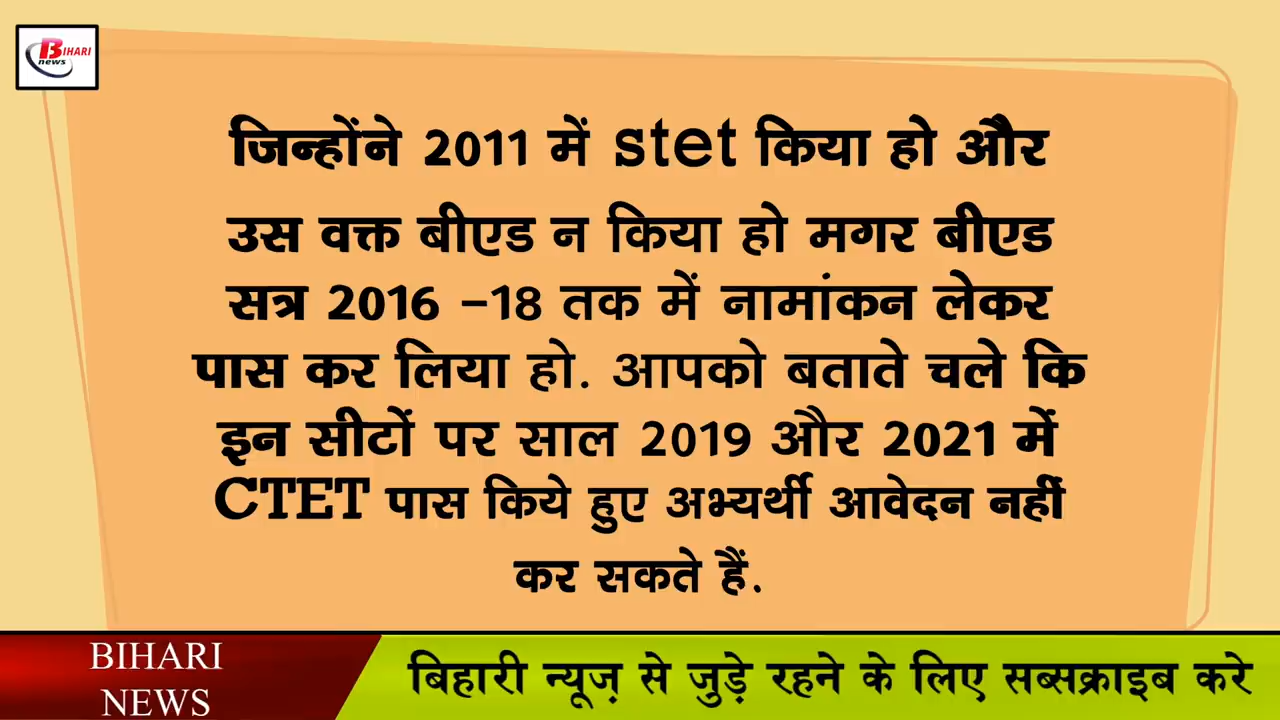 BIHARI
news
जिन्होंने 2011 में stet किया हो और
उस वक्त बीएड न किया हो मगर बीएड
सत्र 2016 -18 तक में नामांकन लेकर
पास कर लिया हो. आपको बताते चले कि
इन सीटों पर साल 2019 और 2021 में
CTET पास किये हुए अभ्यर्थी आवेदन नहीं
कर सकते हैं.
BIHARI
NEWS
बिहारी न्यूज़ से जुड़े रहने के लिए सब्सक्राइब करे